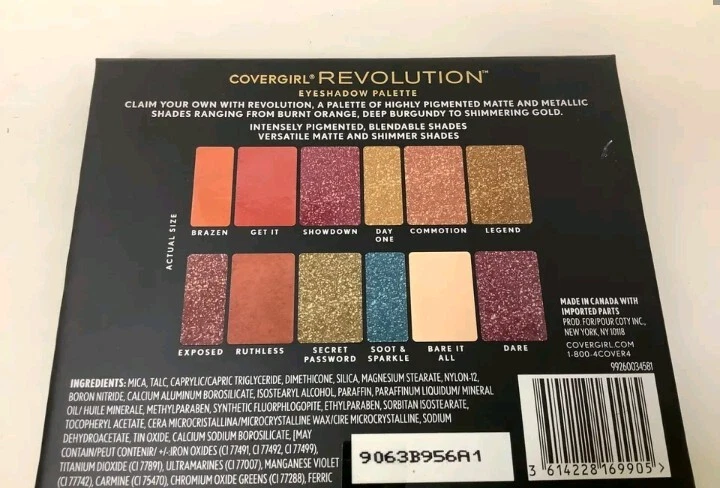 COVERGIRL® REVOLUTION™
EYESHADOW PALETTE
CLAIM YOUR OWN WITH REVOLUTION, A PALETTE OF HIGHLY PIGMENTED MATTE AND METALLIC
SHADES RANGING FROM BURNT ORANGE, DEEP BURGUNDY TO SHIMMERING GOLD.
INTENSELY PIGMENTED, BLENDABLE SHADES
VERSATILE MATTE AND SHIMMER SHADES
ACTUAL SIZE
BRAZEN GET IT SHOWDOWN DAY ONE COMMOTION LEGEND
EXPOSED RUTHLESS SECRET PASSWORD SOOT & SPARKLE BARE IT ALL DARE
MADE IN CANADA WITH
IMPORTED PARTS
PROD. FOR/POUR COTY INC.,
NEW YORK, NY 10118
COVERGIRL.COM
1-800-4COVER4
99260034581
INGREDIENTS: MICA, TALC, CAPRYLIC/CAPRIC TRIGLYCERIDE, DIMETHICONE, SILICA, MAGNESIUM STEARATE, NYLON-12,
BORON NITRIDE, CALCIUM ALUMINUM BOROSILICATE, ISOSTEARYL ALCOHOL, PARAFFIN, PARAFFINUM LIQUIDUM/ MINERAL
OIL/ HUILE MINERALE, METHYLPARABEN, SYNTHETIC FLUORPHLOGOPITE, ETHYLPARABEN, SORBITAN ISOSTEARATE,
TOCOPHERYL ACETATE, CERA MICROCRISTALLINA/MICROCRYSTALLINE WAX/CIRE MICROCRISTALLINE, SODIUM
DEHYDROACETATE, TIN OXIDE, CALCIUM SODIUM BOROSILICATE, [MAY
CONTAIN/PEUT CONTENIR/ +/-:IRON OXIDES (CI 77491, CI 77492, CI 77499),
TITANIUM DIOXIDE (CI 77891), ULTRAMARINES (CI 77007), MANGANESE VIOLET
(CI 77742), CARMINE (CI 75470), CHROMIUM OXIDE GREENS (CI 77288), FERRIC
9063B956A1
3 614228 169905 >